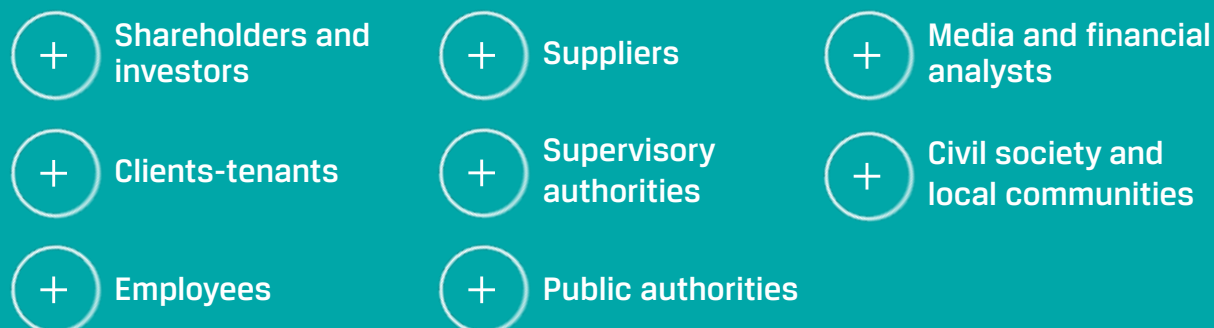 Shareholders and
investors
Clients-tenants
Employees
Suppliers
Supervisory
authorities
Public authorities
Media and financial
analysts
Civil society and
local communities